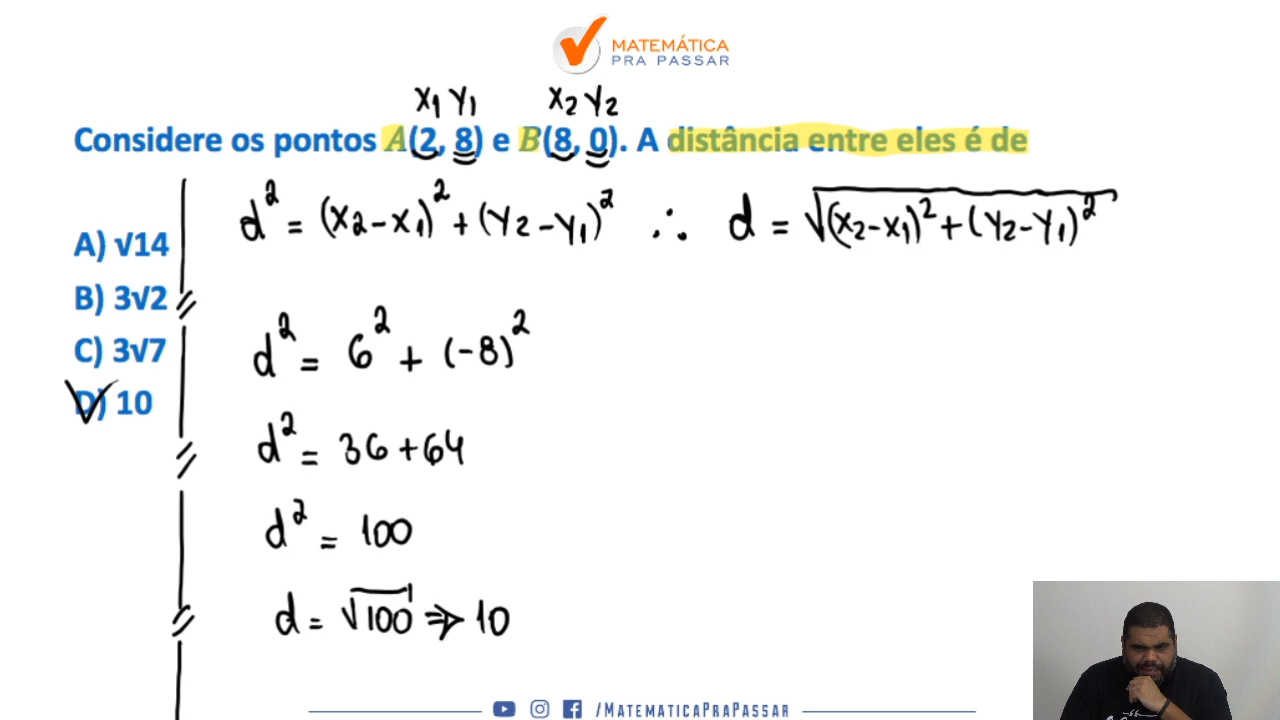 MATEMÁTICA
PRA PASSAR
X₁ Y₁ X₂ Y₂
Considere os pontos A(2, 8) e B(8, 0). A distância entre eles é de
d² = (X₂-X₁)² + (Y₂-Y₁)² ∴ d = √(X₂-X₁)² + (Y₂-Y₁)²
A) √14
B) 3√2
C) 3√7
D) 10
d² = 6² + (-8)²
d² = 36 + 64
d² = 100
d = √100 ⇒ 10
/MATEMATICAPRAPASSAR